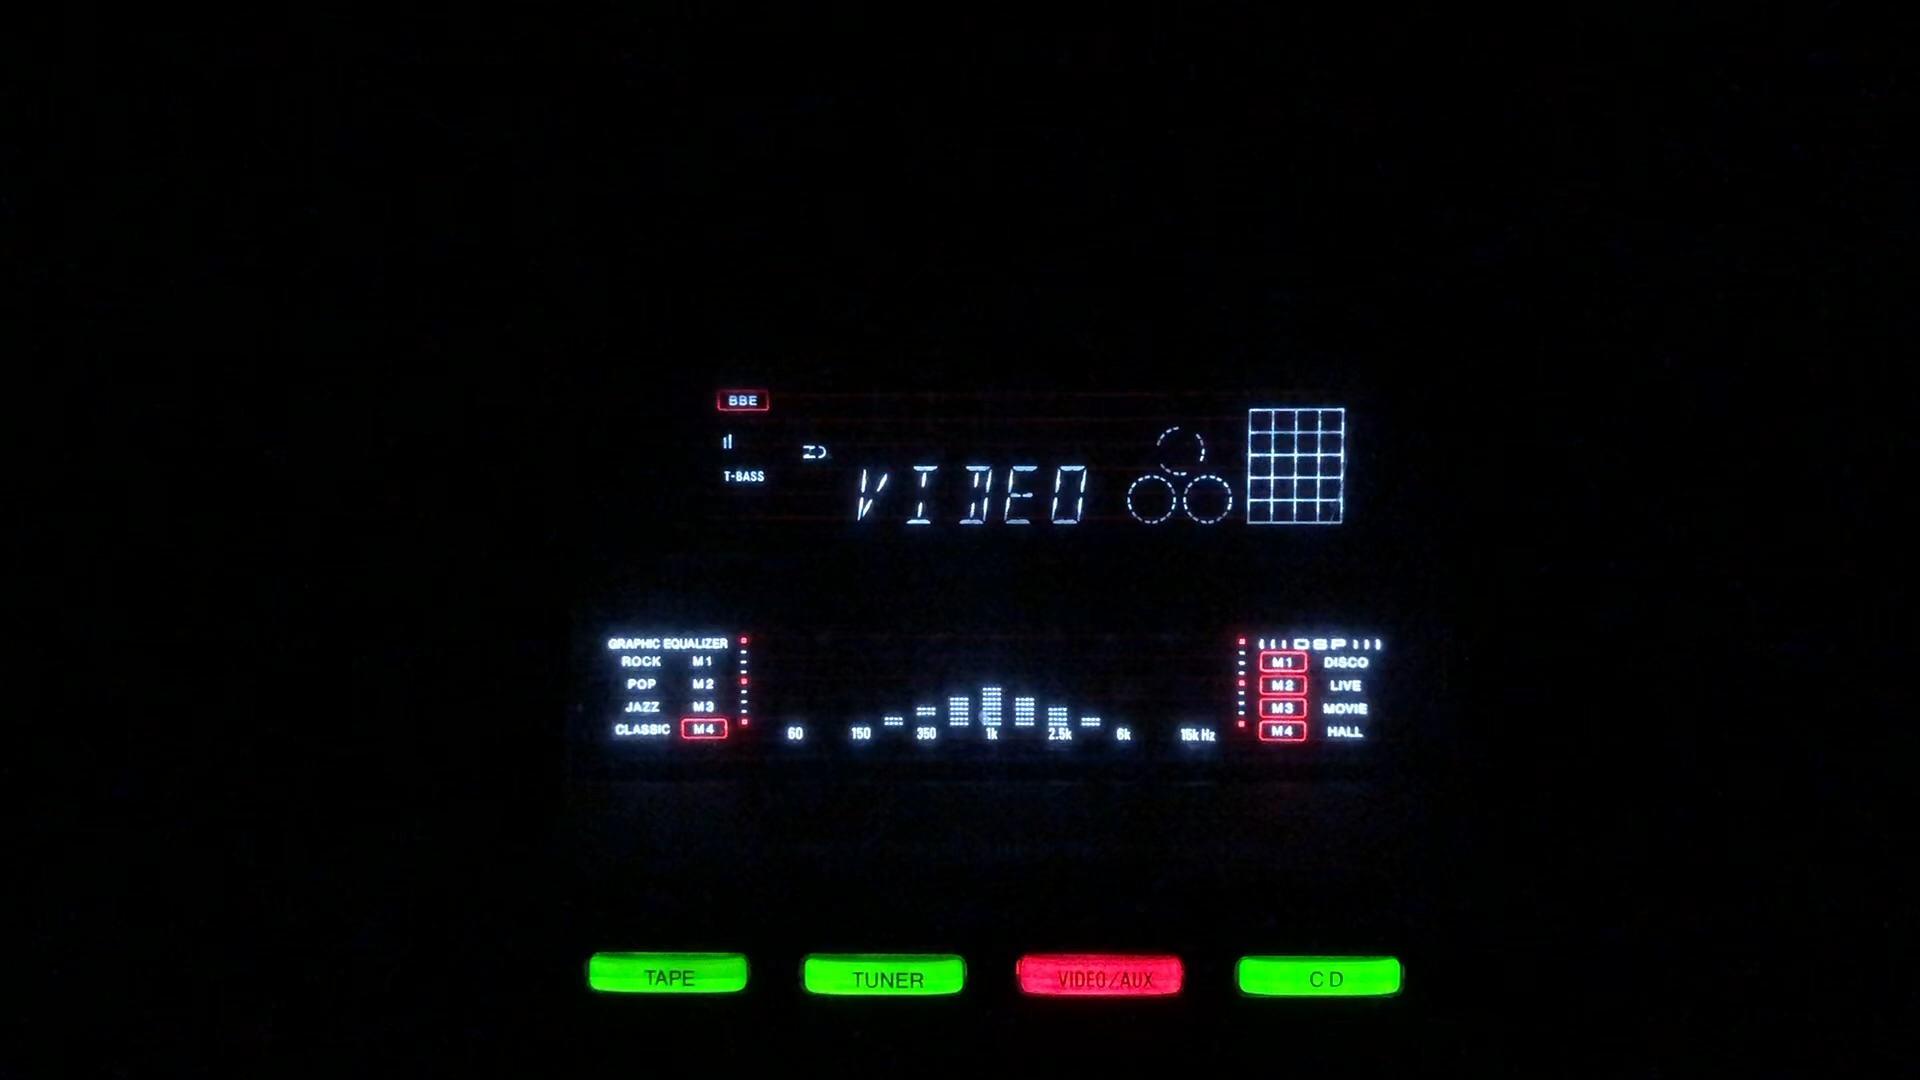 BBE
T-BASS
VIDEO
GRAPHIC EQUALIZER
ROCK M1
POP M2
JAZZ M3
CLASSIC M4
60 150 350 1k 2.5k 6k 15k Hz
DSP
M1 DISCO
M2 LIVE
M3 MOVIE
M4 HALL
TAPE TUNER VIDEO/AUX CD